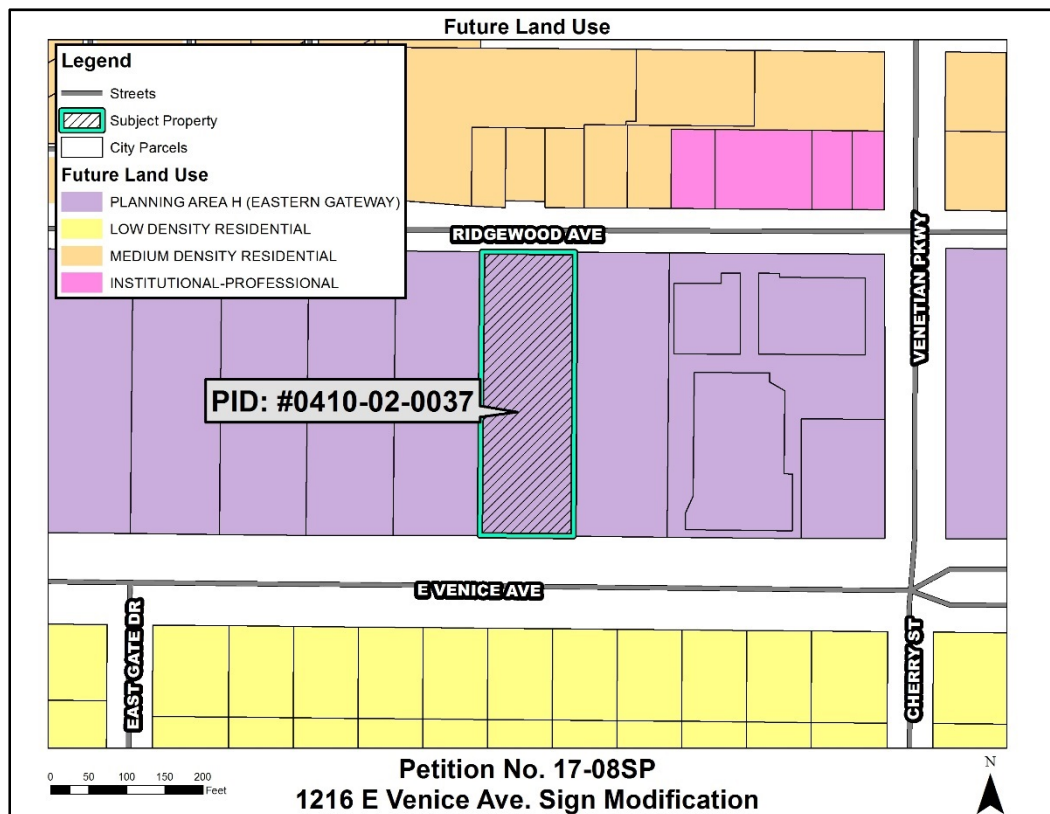 Future Land Use
Legend
Streets
Subject Property
City Parcels
Future Land Use
PLANNING AREA H (EASTERN GATEWAY)
LOW DENSITY RESIDENTIAL
MEDIUM DENSITY RESIDENTIAL
INSTITUTIONAL-PROFESSIONAL
RIDGEWOOD AVE
VENETIAN PKWY
PID: #0410-02-0037
E VENICE AVE
EAST GATE DR
CHERRY ST
0 50 100 150 200
Feet
Petition No. 17-08SP
1216 E Venice Ave. Sign Modification
N